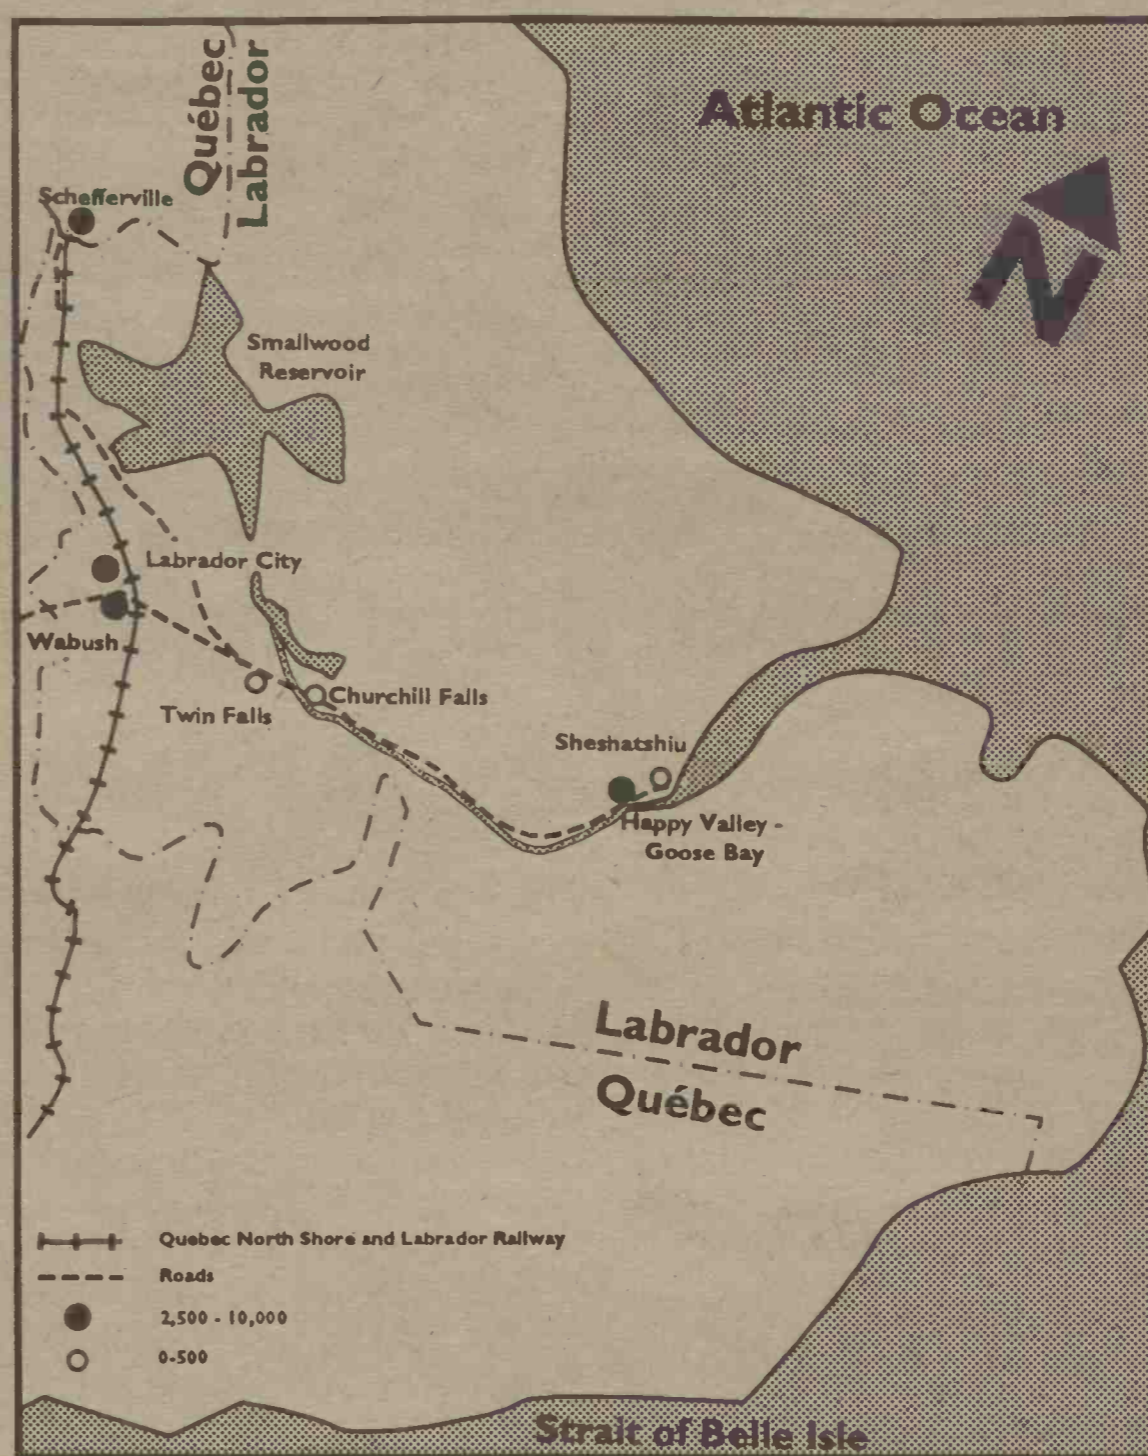 Québec
Labrador
Atlantic Ocean
N
Schefferville
Smallwood
Reservoir
Labrador City
Wabush
Twin Falls
Churchill Falls
Sheshatshiu
Happy Valley -
Goose Bay
Labrador
Québec
Quebec North Shore and Labrador Railway
Roads
2,500 - 10,000
0-500
Strait of Belle Isle